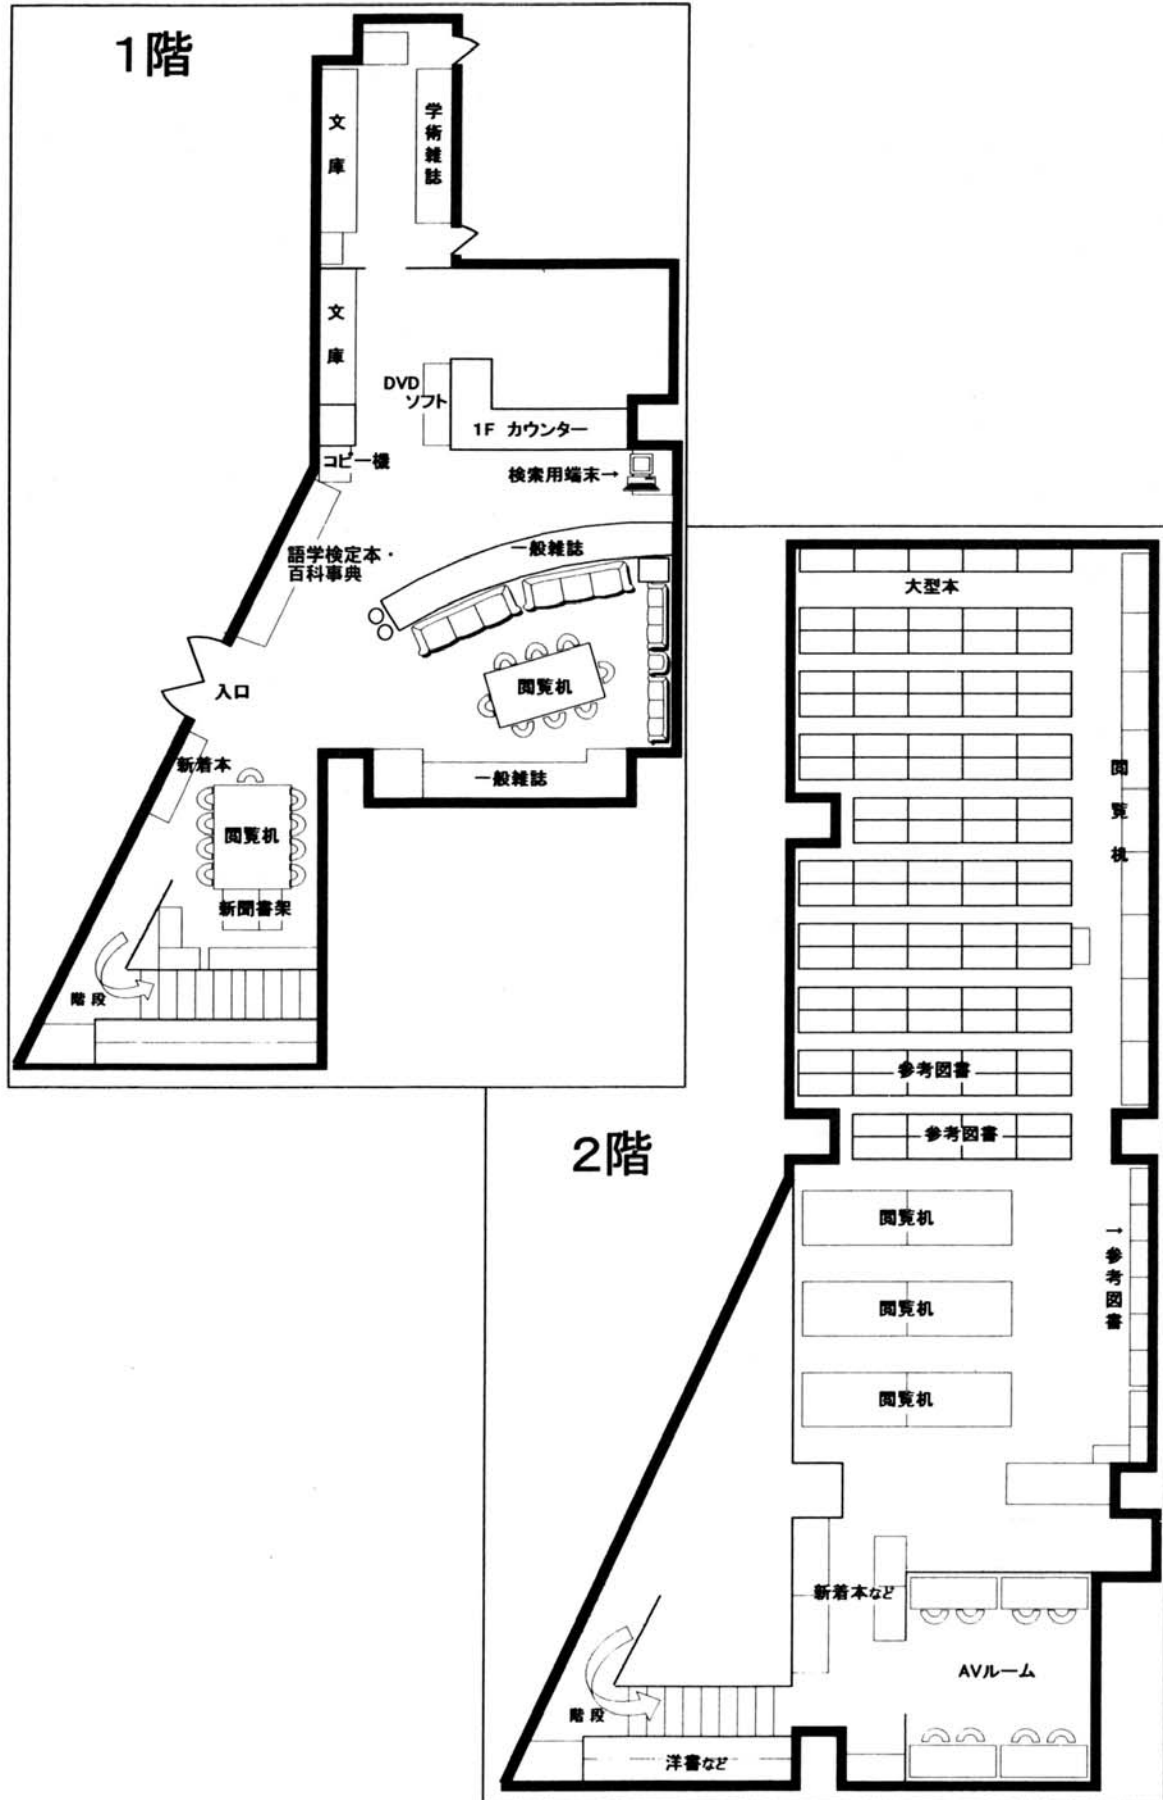 1階
文庫
学術雑誌
文庫
DVD
ソフト
1F カウンター
コピー機
検索用端末→
語学検定本・
百科事典
一般雑誌
閲覧机
入口
新着本
一般雑誌
閲覧机
新聞書架
階段
大型本
閲覧机
参考図書
参考図書
2階
閲覧机
→参考図書
閲覧机
閲覧机
新着本など
AVルーム
階段
洋書など